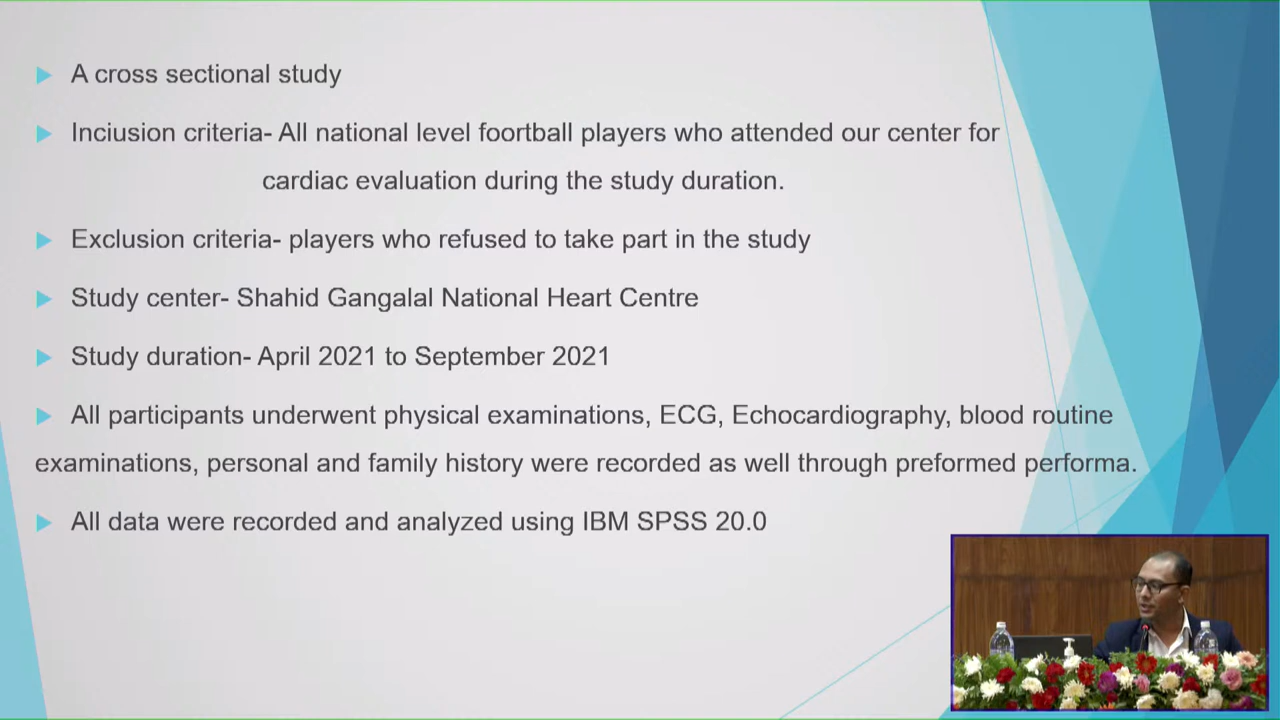 A cross sectional study
Inciusion criteria- All national level foortball players who attended our center for
cardiac evaluation during the study duration.
Exclusion criteria- players who refused to take part in the study
Study center- Shahid Gangalal National Heart Centre
Study duration- April 2021 to September 2021
All participants underwent physical examinations, ECG, Echocardiography, blood routine
examinations, personal and family history were recorded as well through preformed performa.
All data were recorded and analyzed using IBM SPSS 20.0